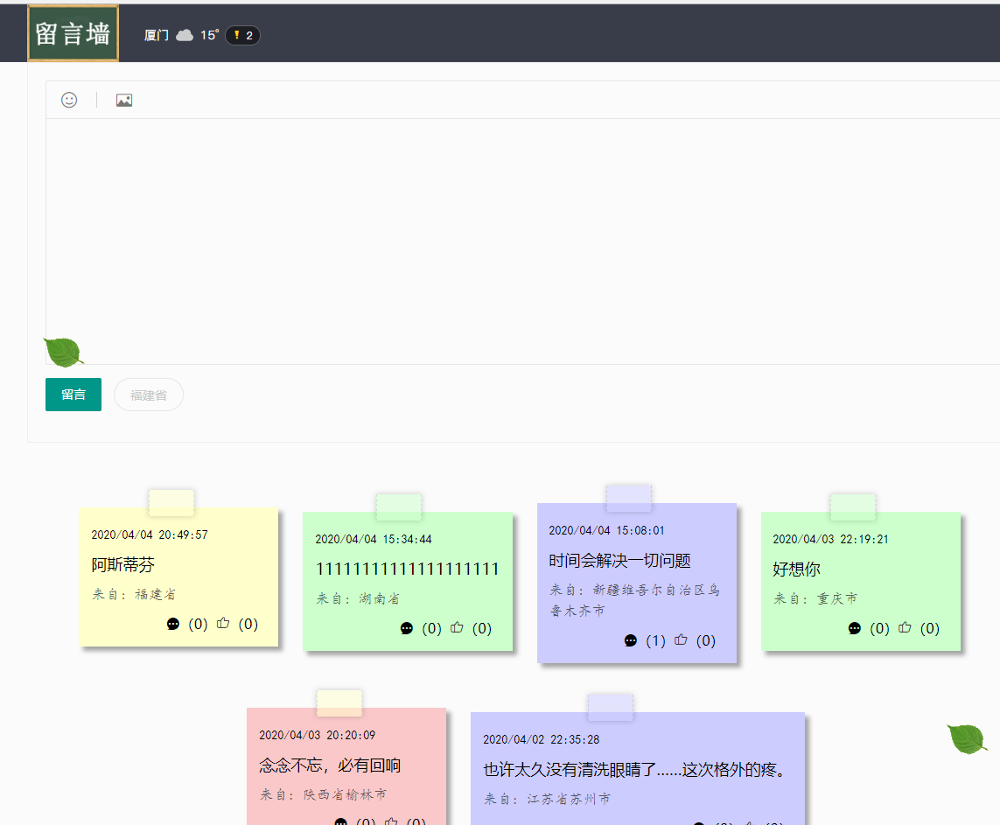 留言墙
厦门 15° 2
留言 福建省
2020/04/04 20:49:57
阿斯蒂芬
来自：福建省
(0) (0)
2020/04/04 15:34:44
11111111111111111111
来自：湖南省
(0) (0)
2020/04/04 15:08:01
时间会解决一切问题
来自：新疆维吾尔自治区乌
鲁木齐市
(1) (0)
2020/04/03 22:19:21
好想你
来自：重庆市
(0) (0)
2020/04/03 20:20:09
念念不忘，必有回响
来自：陕西省榆林市
(0) (0)
2020/04/02 22:35:28
也许太久没有清洗眼睛了……这次格外的疼。
来自：江苏省苏州市